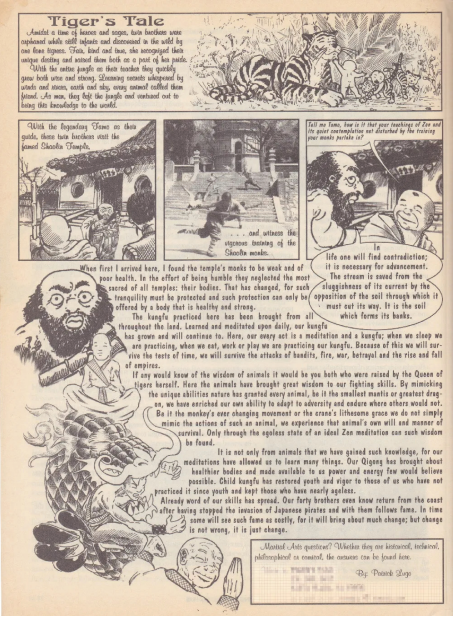 Tiger's Tale
Amidst a time of heroes and sages, twin brothers were
orphaned while still infants and discovered in the wild by
one lone tigress. Fair, kind and true, she recognized their
unique destiny and raised them both as a part of her pride.
With the entire jungle as their teacher they quickly
grew both wise and strong. Learning secrets whispered by
winds and rivers, earth and sky, every animal called them
friend. As men, they left the jungle and ventured out to
bring this knowledge to the world.
With the legendary Tamo as their
guide, these twin brothers visit the
famed Shaolin Temple.
. . . and witness the
vigorous training of the
Shaolin monks.
Tell me Tamo, how is it that your teachings of Zen and
its quiet contemplation not disturbed by the training
your monks partake in?
In
life one will find contradiction;
it is necessary for advancement.
The stream is saved from the
sluggishness of its current by the
opposition of the soil through which it
must cut its way. It is the soil
which forms its banks.
When first I arrived here, I found the temple's monks to be weak and of
poor health. In the effort of being humble they neglected the most
sacred of all temples: their bodies. That has changed, for such
tranquility must be protected and such protection can only be
offered by a body that is healthy and strong.
The kungfu practiced here has been brought from all
throughout the land. Learned and meditated upon daily, our kungfu
has grown and will continue to. Here, our every act is a meditation and a kungfu; when we sleep we
are practicing, when we eat, work or play we are practicing our kungfu. Because of this we will sur-
vive the tests of time, we will survive the attacks of bandits, fire, war, betrayal and the rise and fall
of empires.
If any would know of the wisdom of animals it would be you both who were raised by the Queen of
tigers herself. Here the animals have brought great wisdom to our fighting skills. By mimicking
the unique abilities nature has granted every animal, be it the smallest mantis or greatest drag-
on, we have enriched our own ability to adapt to adversity and endure where others would not.
Be it the monkey's ever changing movement or the crane's lithesome grace we do not simply
mimic the actions of such an animal, we experience that animal's own will and manner of
survival. Only through the egoless state of an ideal Zen meditation can such wisdom
be found.
It is not only from animals that we have gained such knowledge, for our
meditations have allowed us to learn many things. Our Qigong has brought about
healthier bodies and made available to us power and energy few would believe
possible. Child kungfu has restored youth and vigor to those of us who have not
practiced it since youth and kept those who have nearly ageless.
Already word of our skills has spread. Our forty brothers even know return from the coast
after having stopped the invasion of Japanese pirates and with them follows fame. In time
some will see such fame as costly, for it will bring about much change; but change
is not wrong, it is just change.
Martial Arts questions? Whether they are historical, technical,
philosophical or comical, the answers can be found here.
By: Patrick Lugo